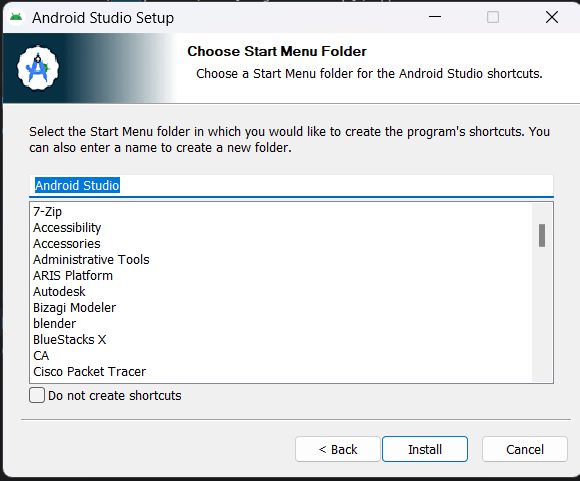 Android Studio Setup
Choose Start Menu Folder
Choose a Start Menu folder for the Android Studio shortcuts.
Select the Start Menu folder in which you would like to create the program's shortcuts. You
can also enter a name to create a new folder.
Android Studio
7-Zip
Accessibility
Accessories
Administrative Tools
ARIS Platform
Autodesk
Bizagi Modeler
blender
BlueStacks X
CA
Cisco Packet Tracer
Do not create shortcuts
< Back
Install
Cancel